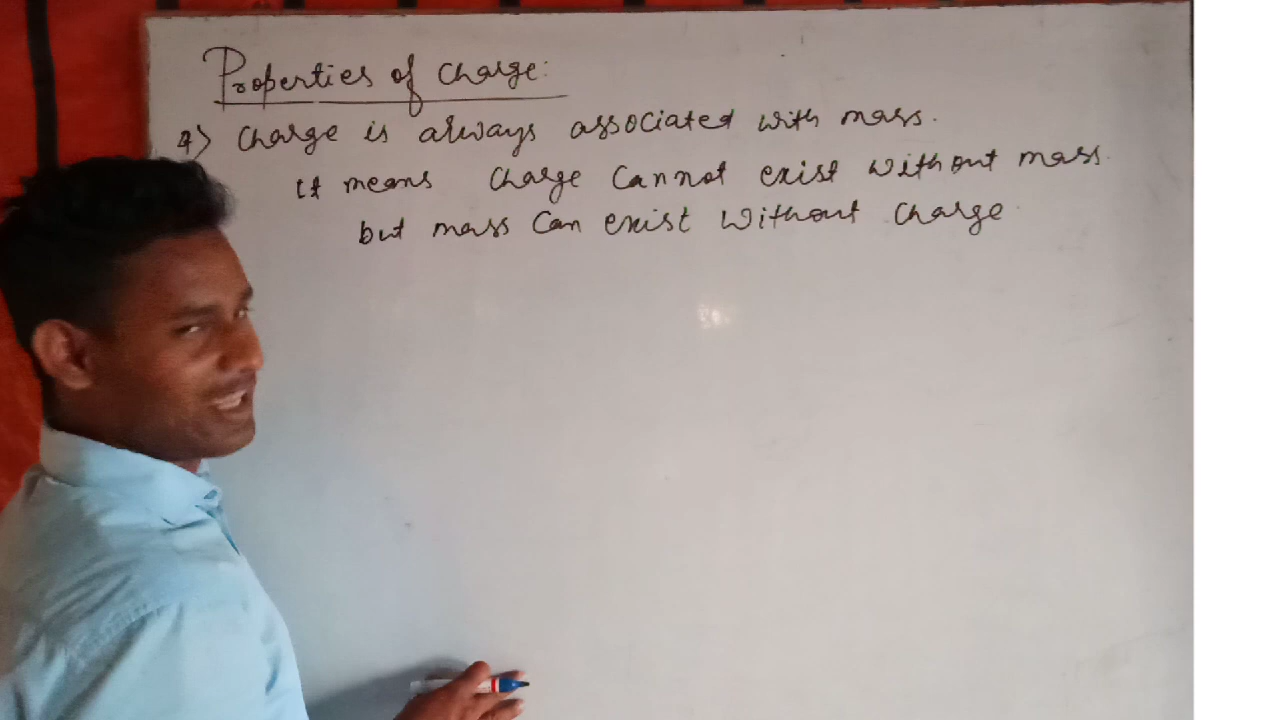 Properties of charge:
4) Charge is always associated with mass.
It means charge cannot exist without mass.
but mass can exist without charge.